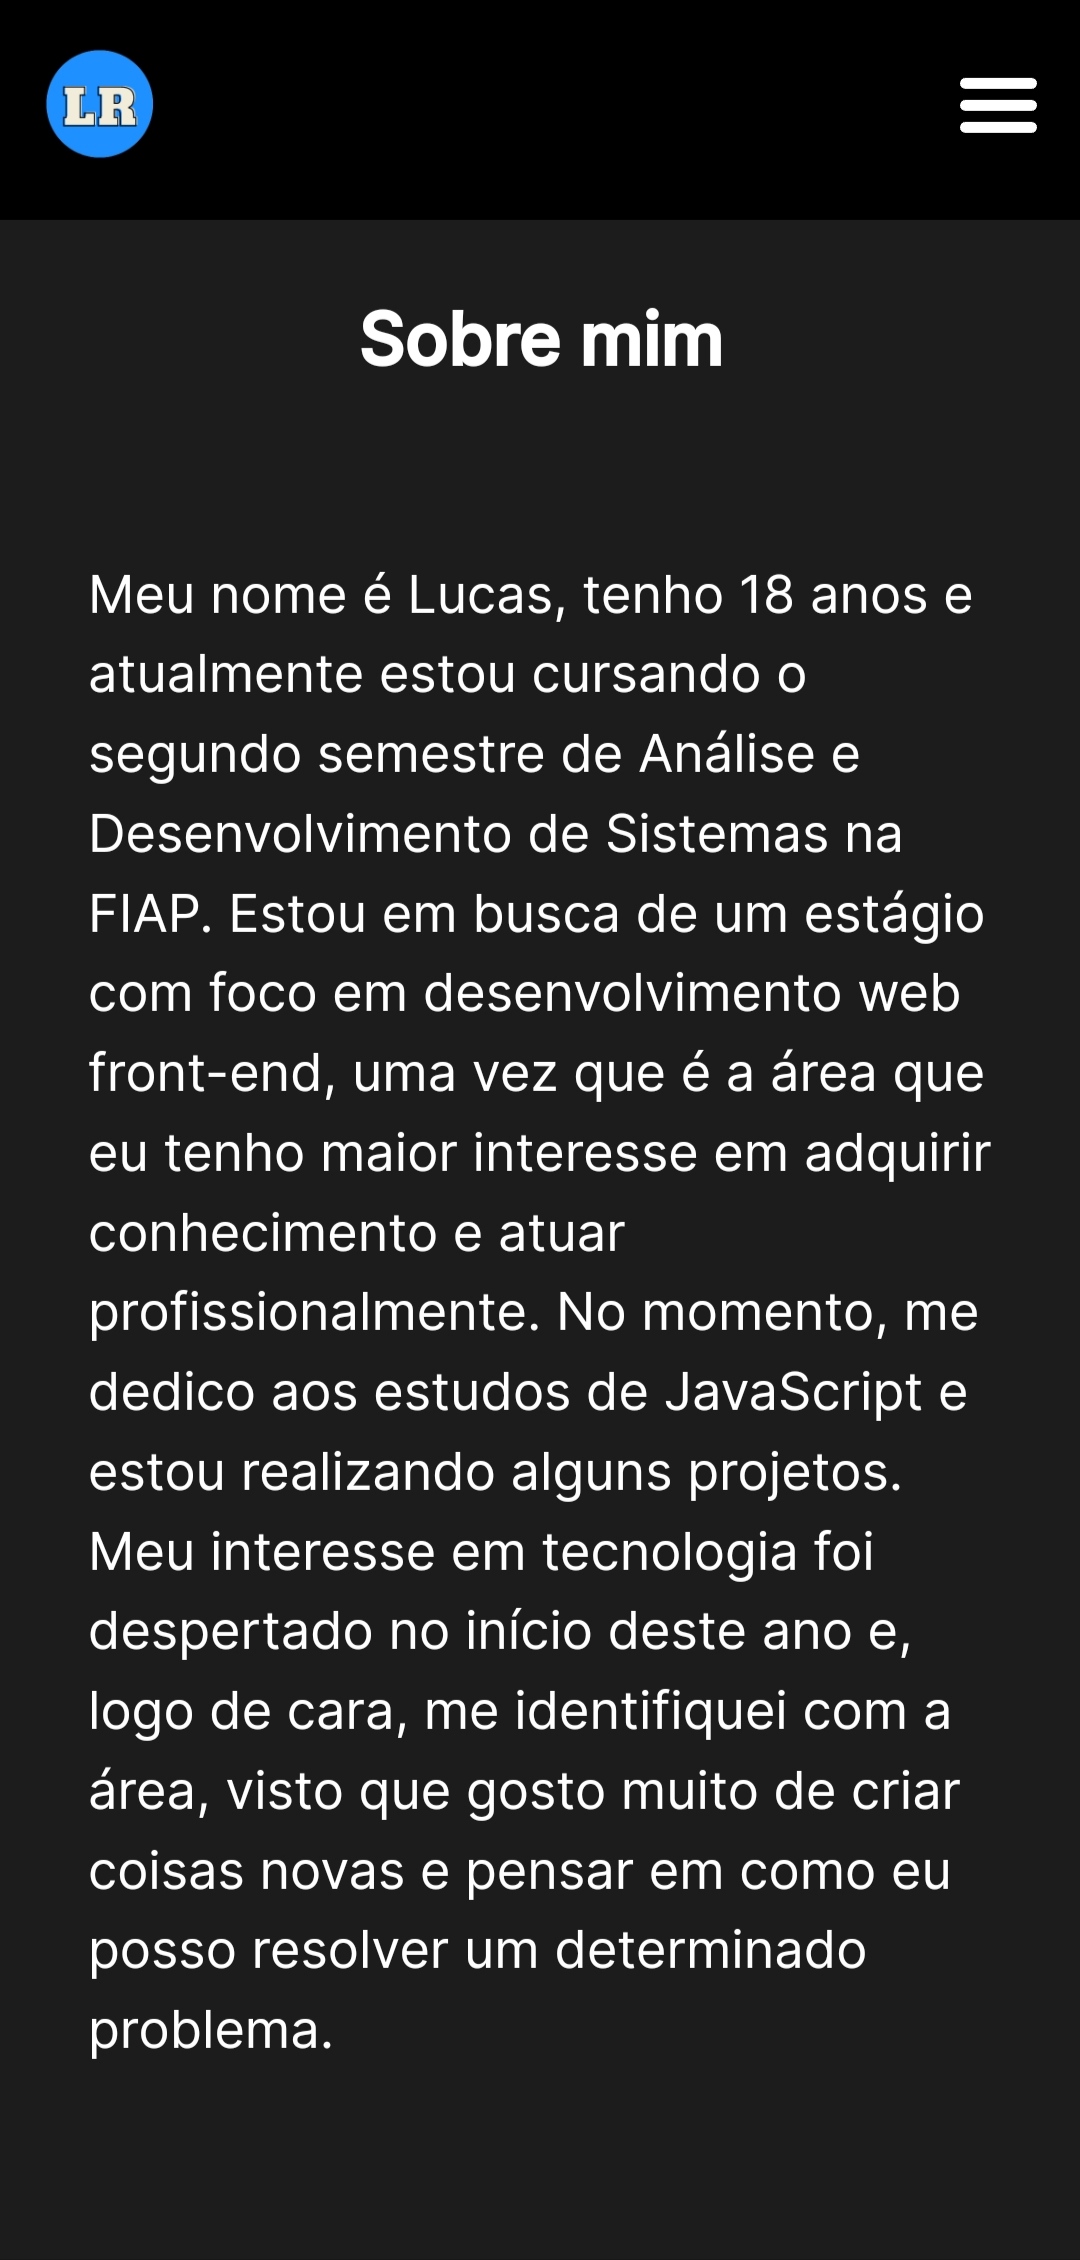 LR
Sobre mim
Meu nome é Lucas, tenho 18 anos e
atualmente estou cursando o
segundo semestre de Análise e
Desenvolvimento de Sistemas na
FIAP. Estou em busca de um estágio
com foco em desenvolvimento web
front-end, uma vez que é a área que
eu tenho maior interesse em adquirir
conhecimento e atuar
profissionalmente. No momento, me
dedico aos estudos de JavaScript e
estou realizando alguns projetos.
Meu interesse em tecnologia foi
despertado no início deste ano e,
logo de cara, me identifiquei com a
área, visto que gosto muito de criar
coisas novas e pensar em como eu
posso resolver um determinado
problema.